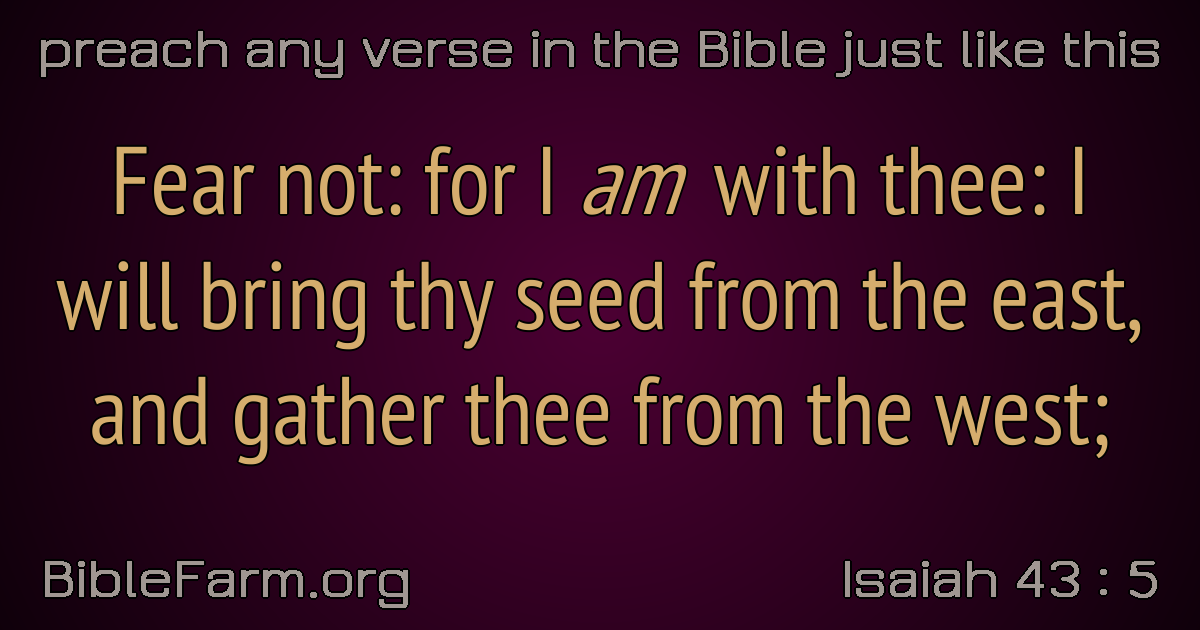 preach any verse in the Bible just like this
Fear not: for I am with thee: I
will bring thy seed from the east,
and gather thee from the west;
BibleFarm.org
Isaiah 43 : 5